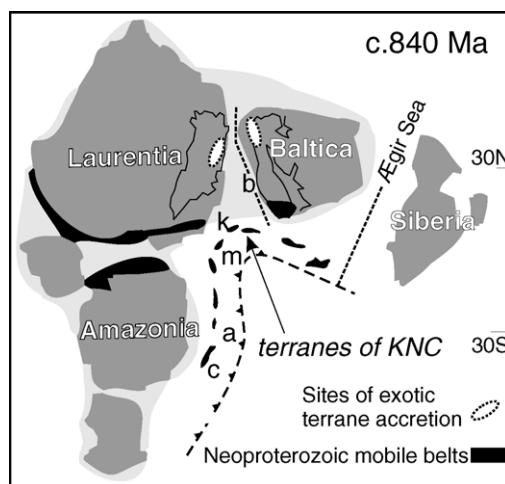 c.840 Ma
Laurentia
Baltica
Ægir Sea
30N
b
Siberia
k
m
Amazonia
a
terranes of KNC
30S
c
Sites of exotic
terrane accretion
Neoproterozoic mobile belts